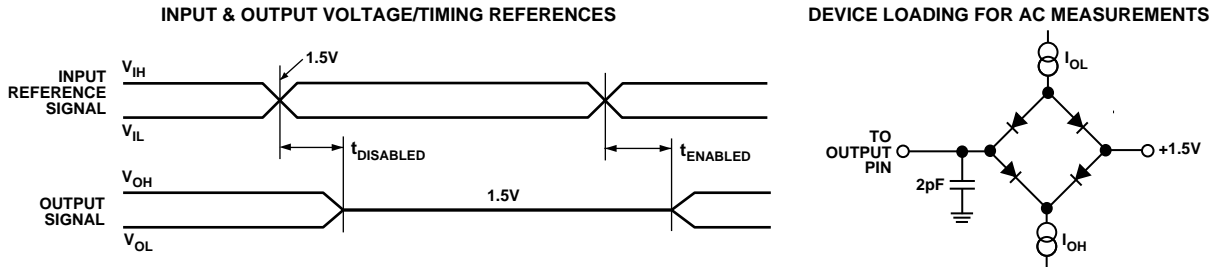 INPUT & OUTPUT VOLTAGE/TIMING REFERENCES
1.5V
INPUT
REFERENCE
SIGNAL
VIH
VIL
tDISABLED
tENABLED
OUTPUT
SIGNAL
VOH
VOL
1.5V
DEVICE LOADING FOR AC MEASUREMENTS
IOL
TO
OUTPUT
PIN
+1.5V
2pF
IOH